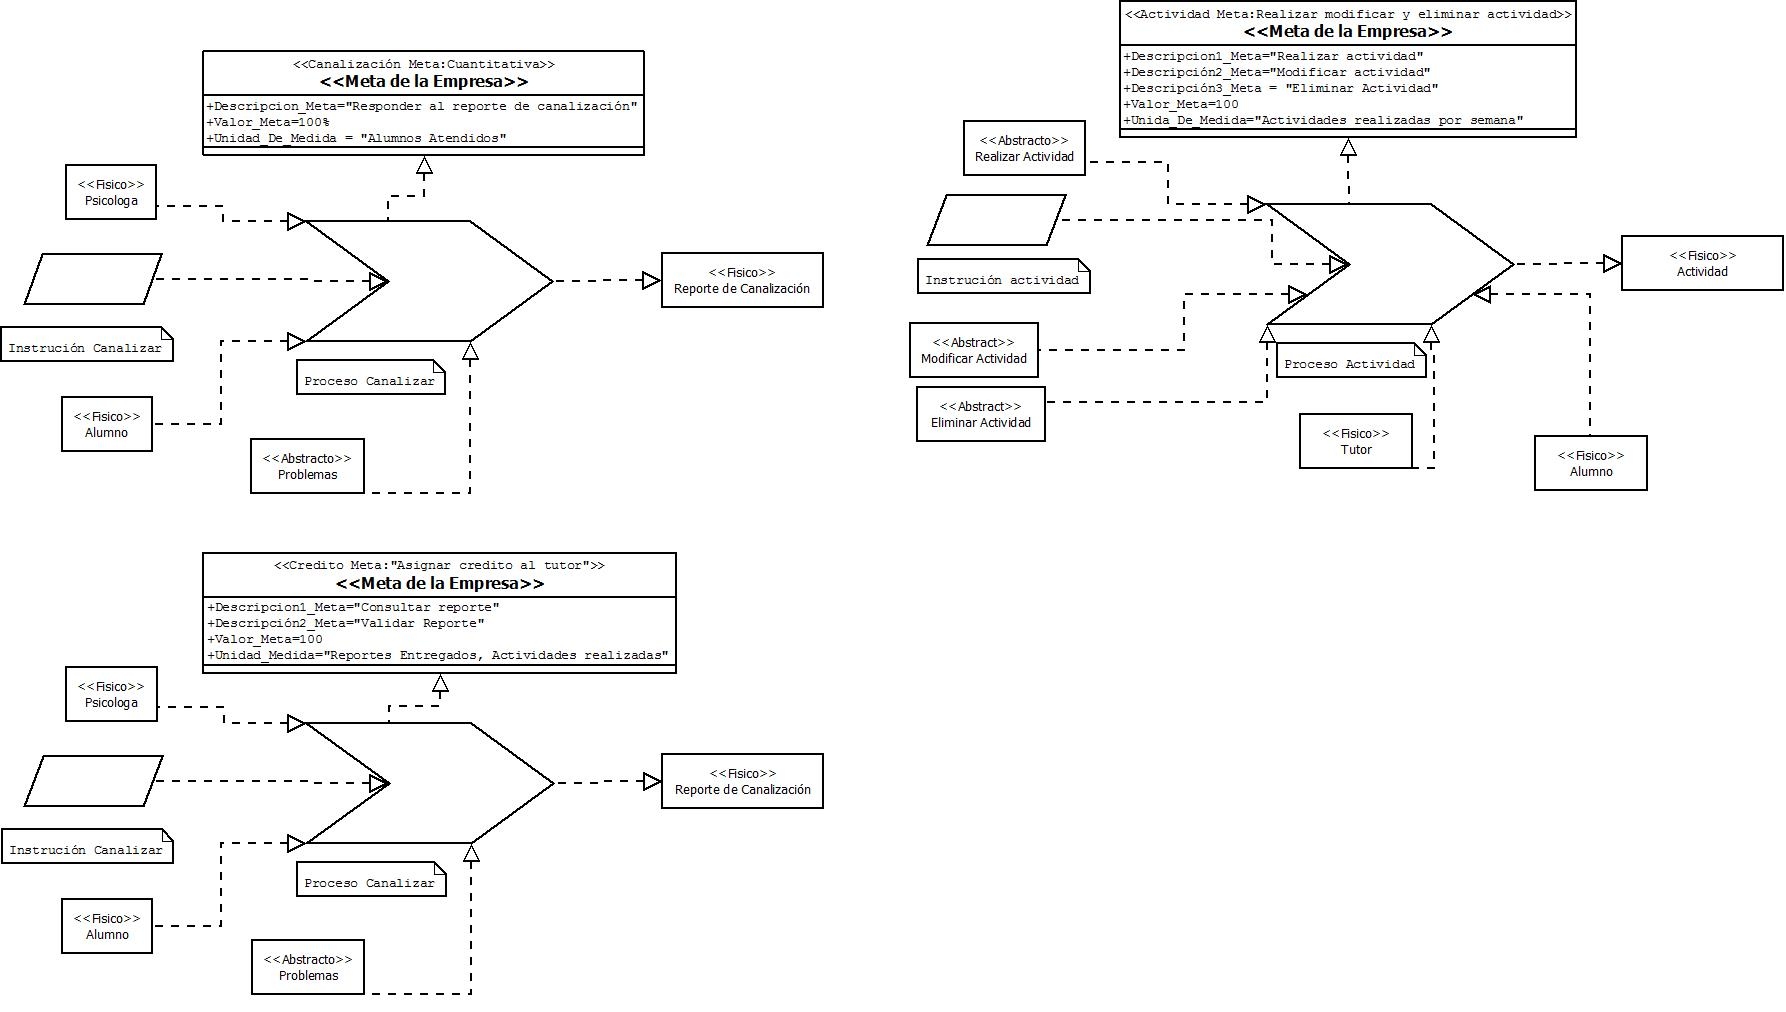 <<Canalización Meta:Cuantitativa>>
<<Meta de la Empresa>>
+Descripcion_Meta="Responder al reporte de canalización"
+Valor_Meta=100%
+Unidad_De_Medida = "Alumnos Atendidos"
<<Fisico>>
Psicologa
Instrución Canalizar
<<Fisico>>
Alumno
Proceso Canalizar
<<Abstracto>>
Problemas
<<Fisico>>
Reporte de Canalización
<<Actividad Meta:Realizar modificar y eliminar actividad>>
<<Meta de la Empresa>>
+Descripcion1_Meta="Realizar actividad"
+Descripción2_Meta="Modificar actividad"
+Descripción3_Meta = "Eliminar Actividad"
+Valor_Meta=100
+Unida_De_Medida="Actividades realizadas por semana"
<<Abstracto>>
Realizar Actividad
Instrución actividad
<<Abstract>>
Modificar Actividad
<<Abstract>>
Eliminar Actividad
Proceso Actividad
<<Fisico>>
Tutor
<<Fisico>>
Alumno
<<Fisico>>
Actividad
<<Credito Meta:"Asignar credito al tutor">>
<<Meta de la Empresa>>
+Descripcion1_Meta="Consultar reporte"
+Descripción2_Meta="Validar Reporte"
+Valor_Meta=100
+Unidad_Medida="Reportes Entregados, Actividades realizadas"
<<Fisico>>
Psicologa
Instrución Canalizar
<<Fisico>>
Alumno
Proceso Canalizar
<<Abstracto>>
Problemas
<<Fisico>>
Reporte de Canalización